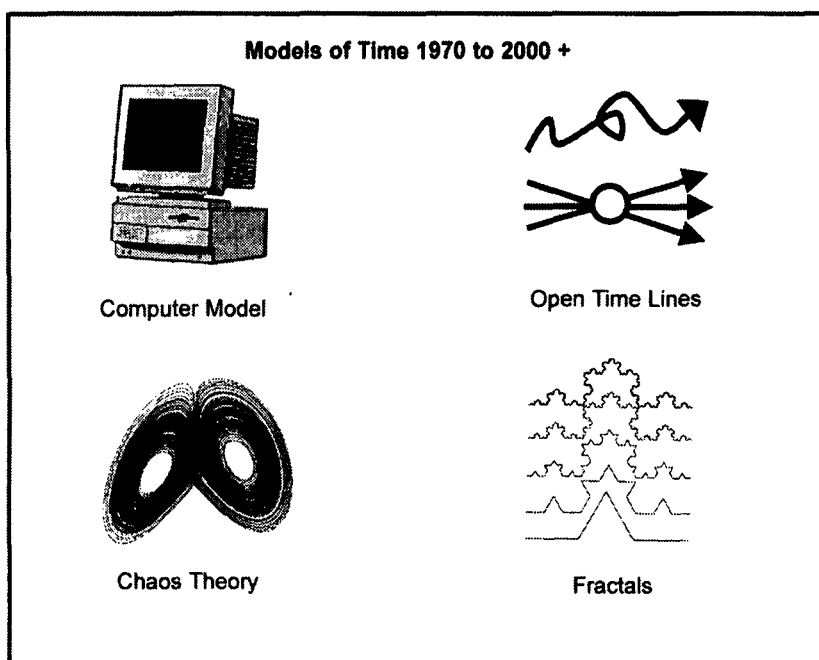 Models of Time 1970 to 2000 +
Computer Model
Open Time Lines
Chaos Theory
Fractals